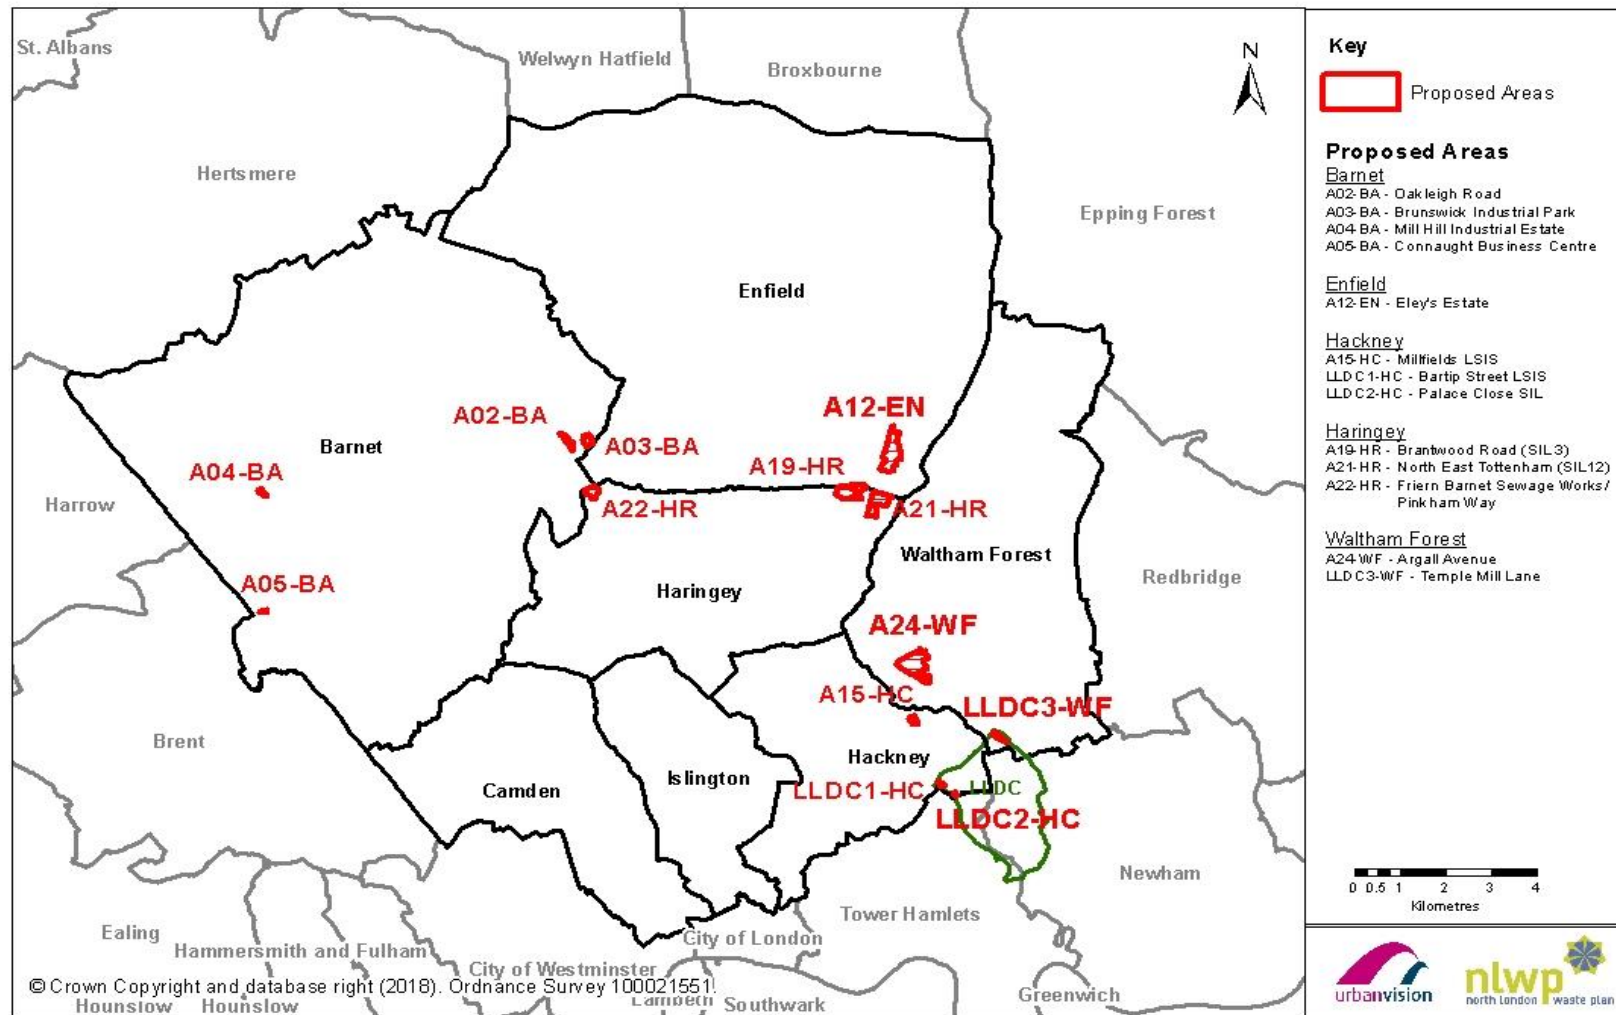 St. Albans
Welwyn Hatfield
Broxbourne
N
Hertsmere
Epping Forest
Enfield
A12-EN
A02-BA
A03-BA
Barnet
A19-HR
A04-BA
Harrow
A22-HR
A21-HR
Waltham Forest
Redbridge
A05-BA
Haringey
A24-WF
A15-HC
LLDC3-WF
Brent
Hackney
Islington
Camden
LLDC1-HC
LLDC
LLDC2-HC
Newham
Tower Hamlets
Ealing
Hammersmith and Fulham
City of London
City of Westminster
© Crown Copyright and database right (2018). Ordnance Survey 100021551.
Hounslow
Hounslow
Lambeth
Southwark
Greenwich
Key
Proposed Areas
Proposed Areas
Barnet
A02-BA - Oakleigh Road
A03-BA - Brunswick Industrial Park
A04-BA - Mill Hill Industrial Estate
A05-BA - Connaught Business Centre
Enfield
A12-EN - Eley's Estate
Hackney
A15-HC - Millfields LSIS
LLDC1-HC - Bartip Street LSIS
LLDC2-HC - Palace Close SIL
Haringey
A19-HR - Brantwood Road (SIL3)
A21-HR - North East Tottenham (SIL12)
A22-HR - Friern Barnet Sewage Works/
Pinkham Way
Waltham Forest
A24-WF - Argall Avenue
LLDC3-WF - Temple Mill Lane
0 0.5 1 2 3 4
Kilometres
urbanvision
nlwp
north london waste plan